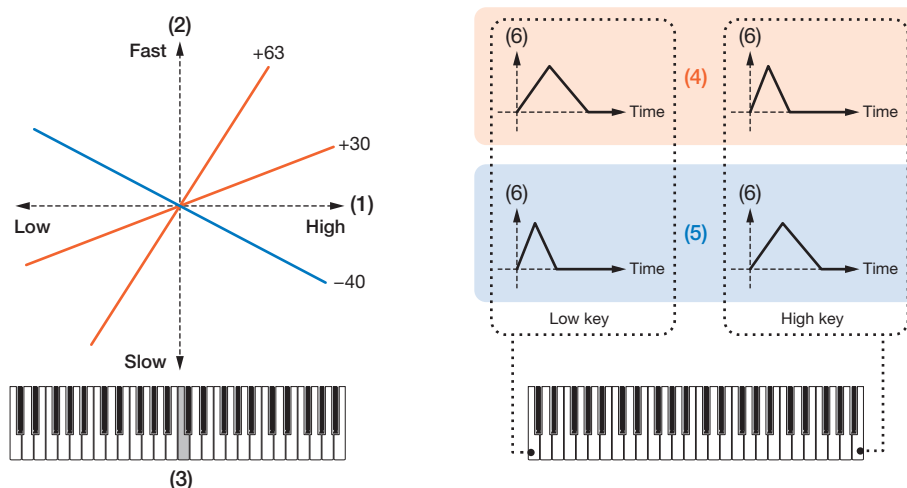 (2)
Fast
+63
+30
(1)
Low
High
−40
Slow
(3)
(6)
(6)
(4)
Time
Time
(6)
(6)
(5)
Time
Time
Low key
High key